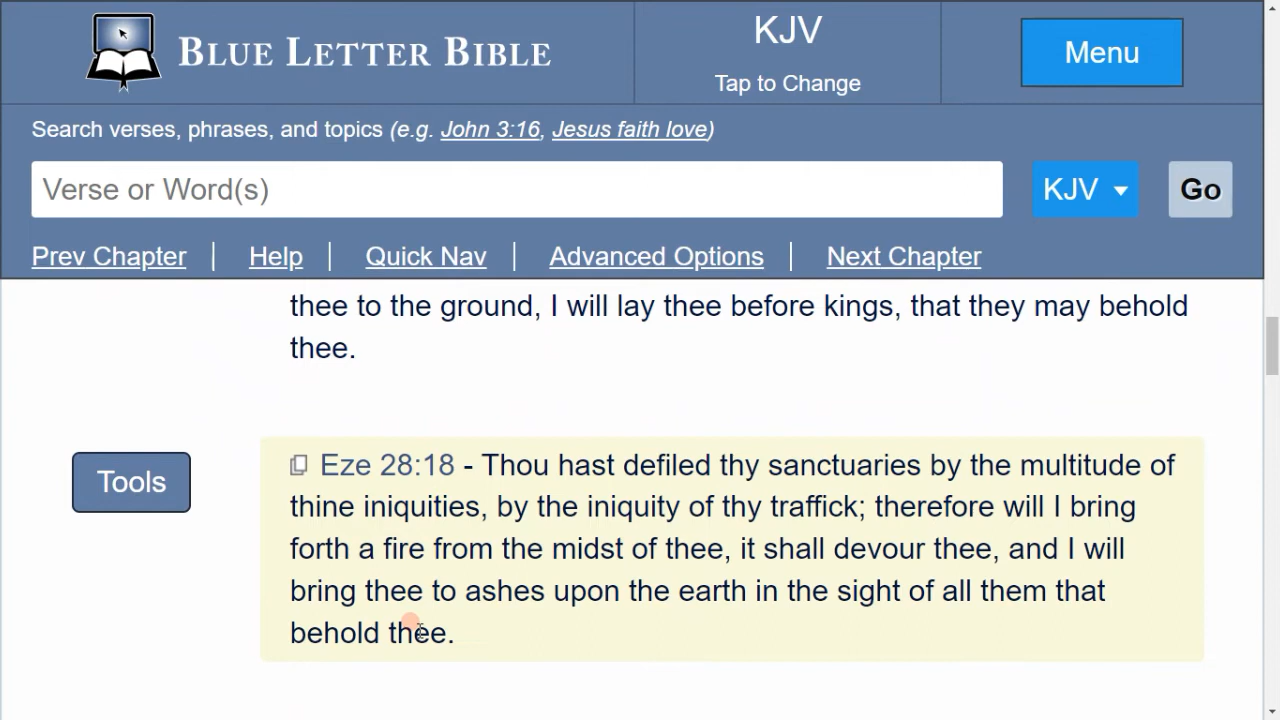 BLUE LETTER BIBLE
KJV
Tap to Change
Menu
Search verses, phrases, and topics (e.g. John 3:16, Jesus faith love)
Verse or Word(s)
KJV
Go
Prev Chapter
Help
Quick Nav
Advanced Options
Next Chapter
thee to the ground, I will lay thee before kings, that they may behold
thee.
Tools
Eze 28:18 - Thou hast defiled thy sanctuaries by the multitude of
thine iniquities, by the iniquity of thy traffick; therefore will I bring
forth a fire from the midst of thee, it shall devour thee, and I will
bring thee to ashes upon the earth in the sight of all them that
behold thee.